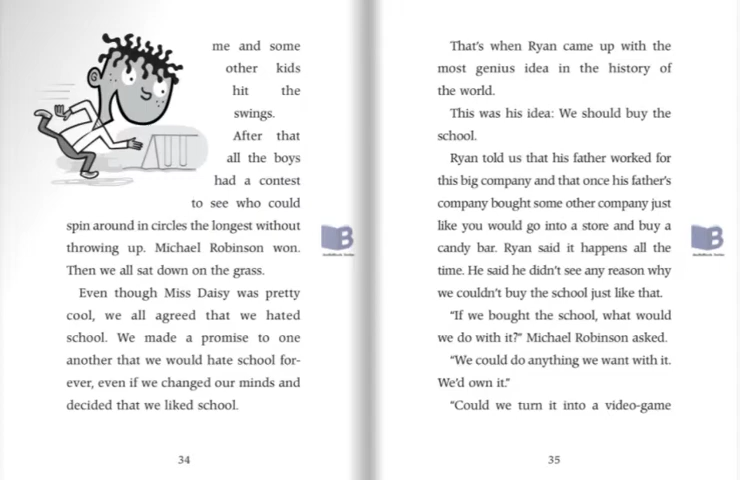 me and some
other kids
hit the
swings.
After that
all the boys
had a contest
to see who could
spin around in circles the longest without
throwing up. Michael Robinson won.
Then we all sat down on the grass.
Even though Miss Daisy was pretty
cool, we all agreed that we hated
school. We made a promise to one
another that we would hate school for-
ever, even if we changed our minds and
decided that we liked school.
34
That's when Ryan came up with the
most genius idea in the history of
the world.
This was his idea: We should buy the
school.
Ryan told us that his father worked for
this big company and that once his father's
company bought some other company just
like you would go into a store and buy a
candy bar. Ryan said it happens all the
time. He said he didn't see any reason why
we couldn't buy the school just like that.
"If we bought the school, what would
we do with it?" Michael Robinson asked.
"We could do anything we want with it.
We'd own it."
"Could we turn it into a video-game
35
B
B